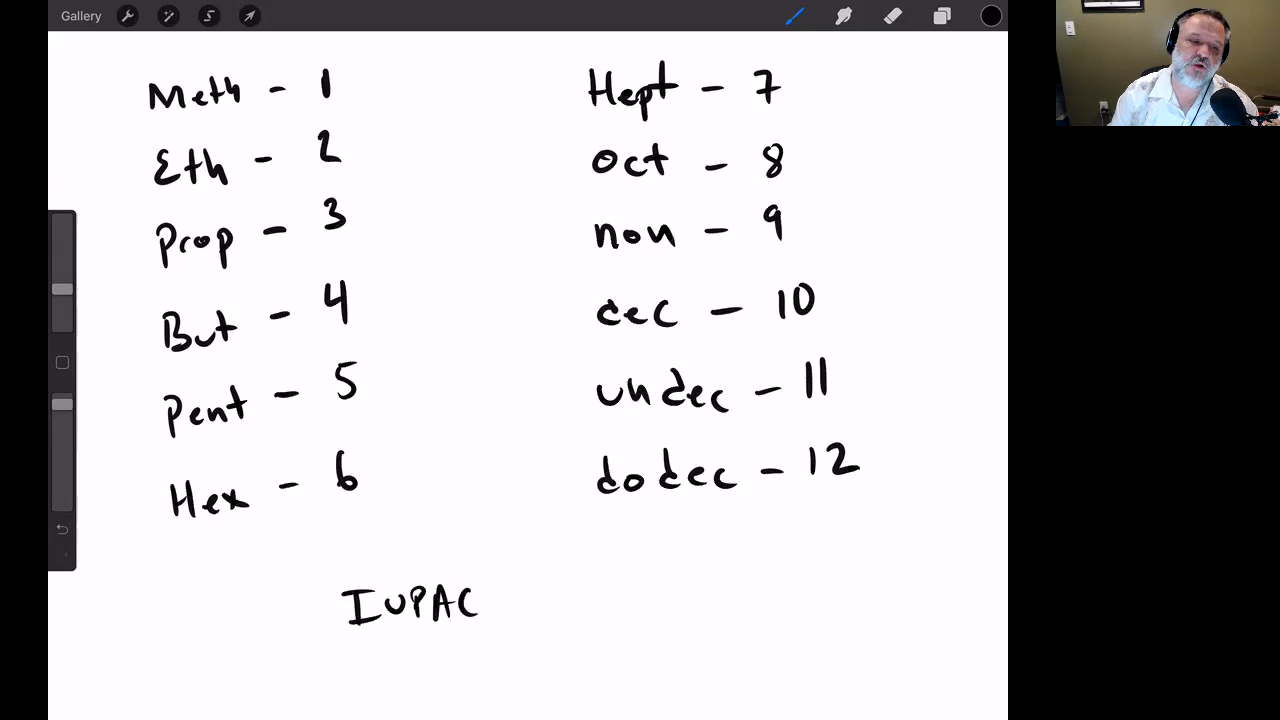 Gallery
Meth - 1
Eth - 2
Prop - 3
But - 4
Pent - 5
Hex - 6
Hept - 7
Oct - 8
non - 9
dec - 10
undec - 11
dodec - 12
IUPAC